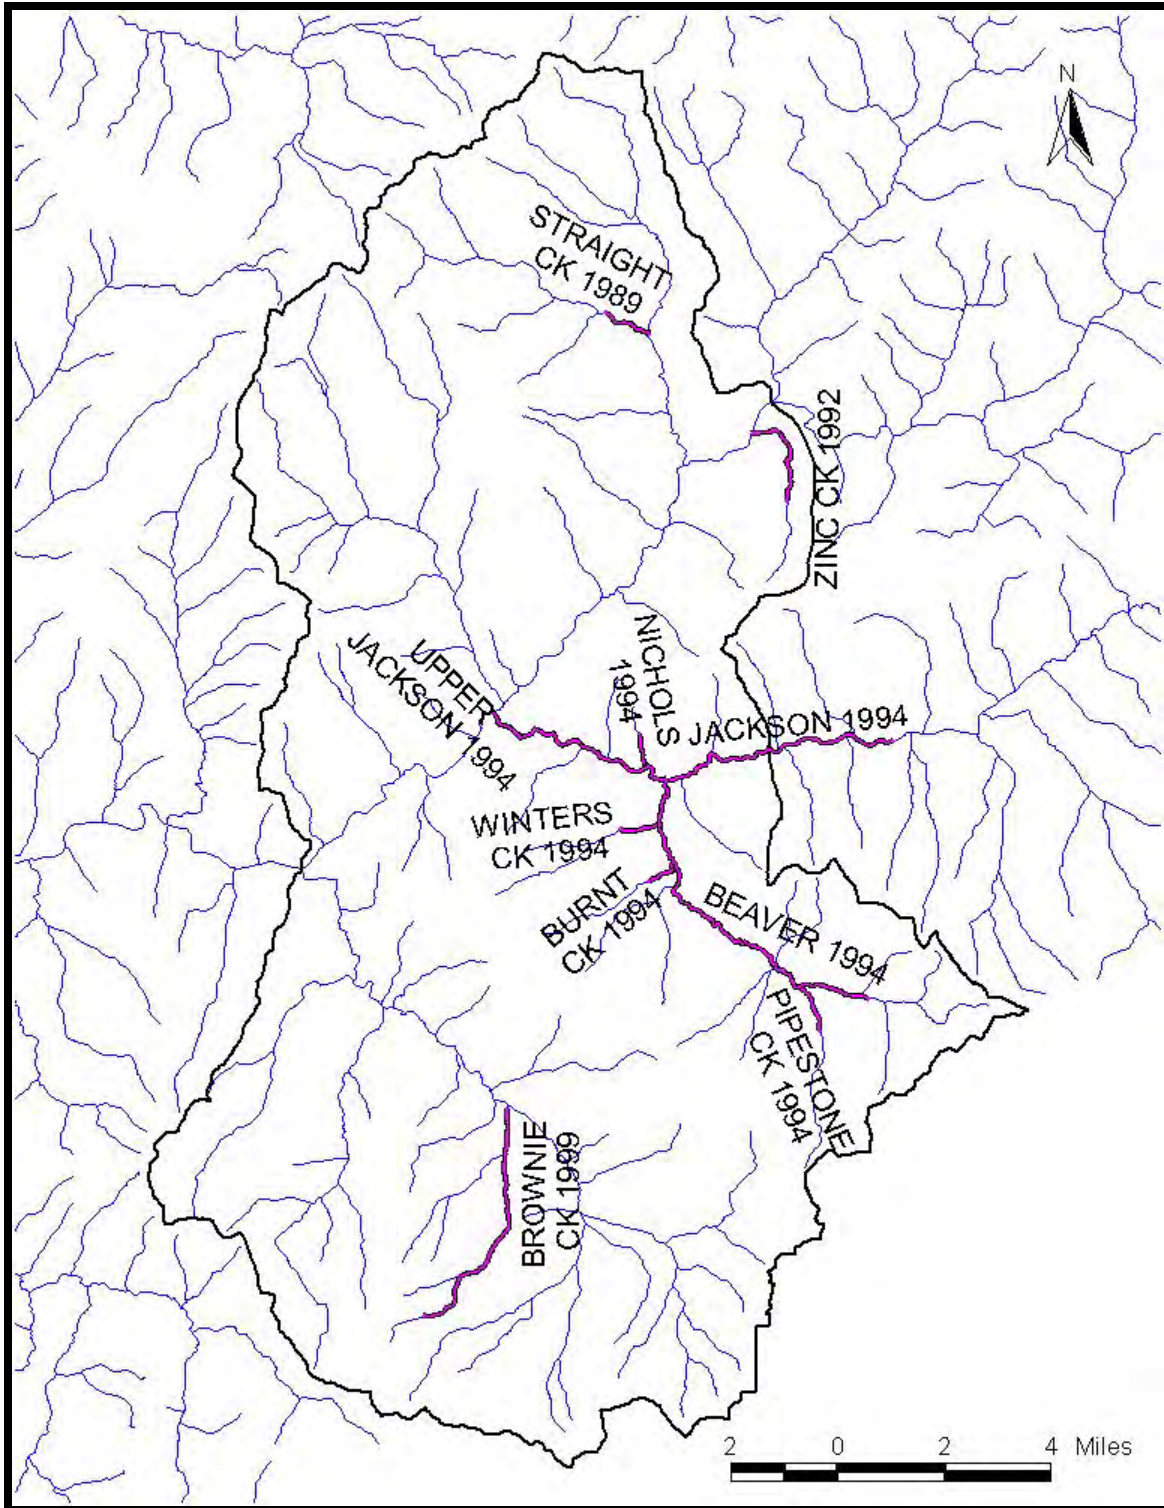 N
STRAIGHT
CK 1989
ZINC CK 1992
NICHOLS
1994
UPPER
JACKSON 1994
JACKSON 1994
WINTERS
CK 1994
BURNT
CK 1994
BEAVER 1994
PIPESTONE
CK 1994
BROWNIE
CK 1999
2 0 2 4 Miles